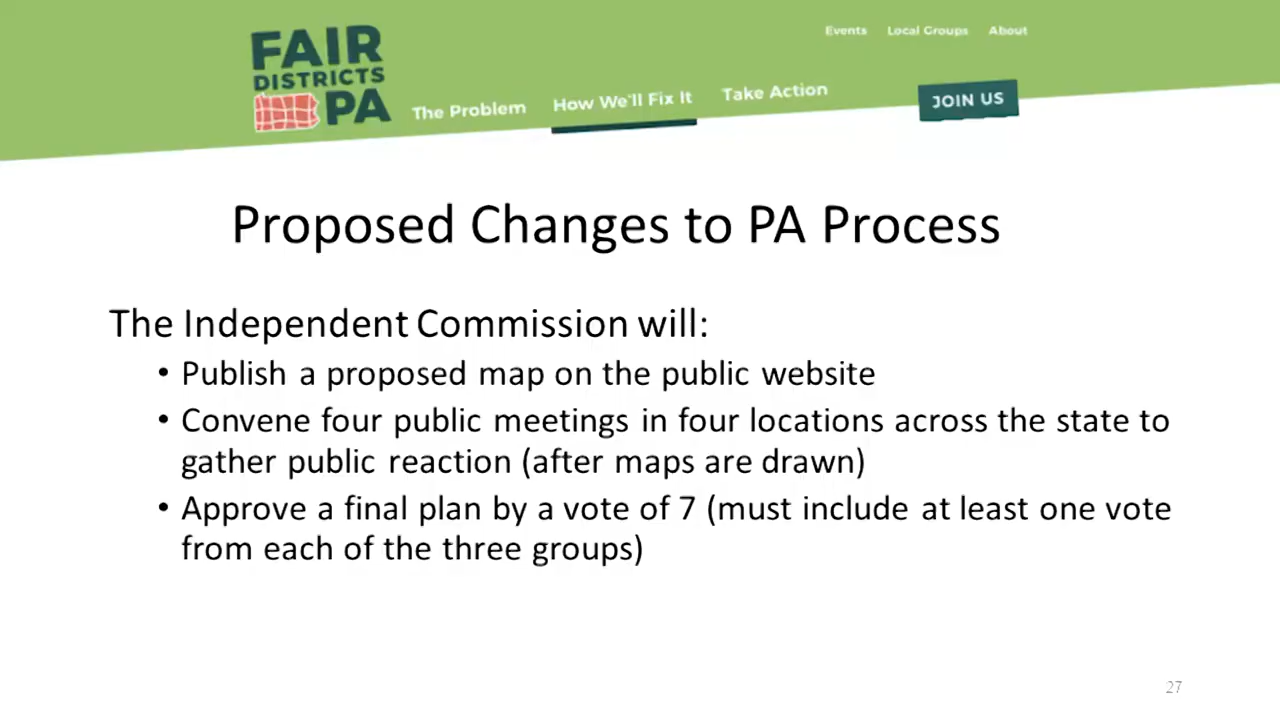 Events Local Groups About
FAIR
DISTRICTS
PA
The Problem How We'll Fix It Take Action JOIN US
Proposed Changes to PA Process
The Independent Commission will:
• Publish a proposed map on the public website
• Convene four public meetings in four locations across the state to
gather public reaction (after maps are drawn)
• Approve a final plan by a vote of 7 (must include at least one vote
from each of the three groups)
27